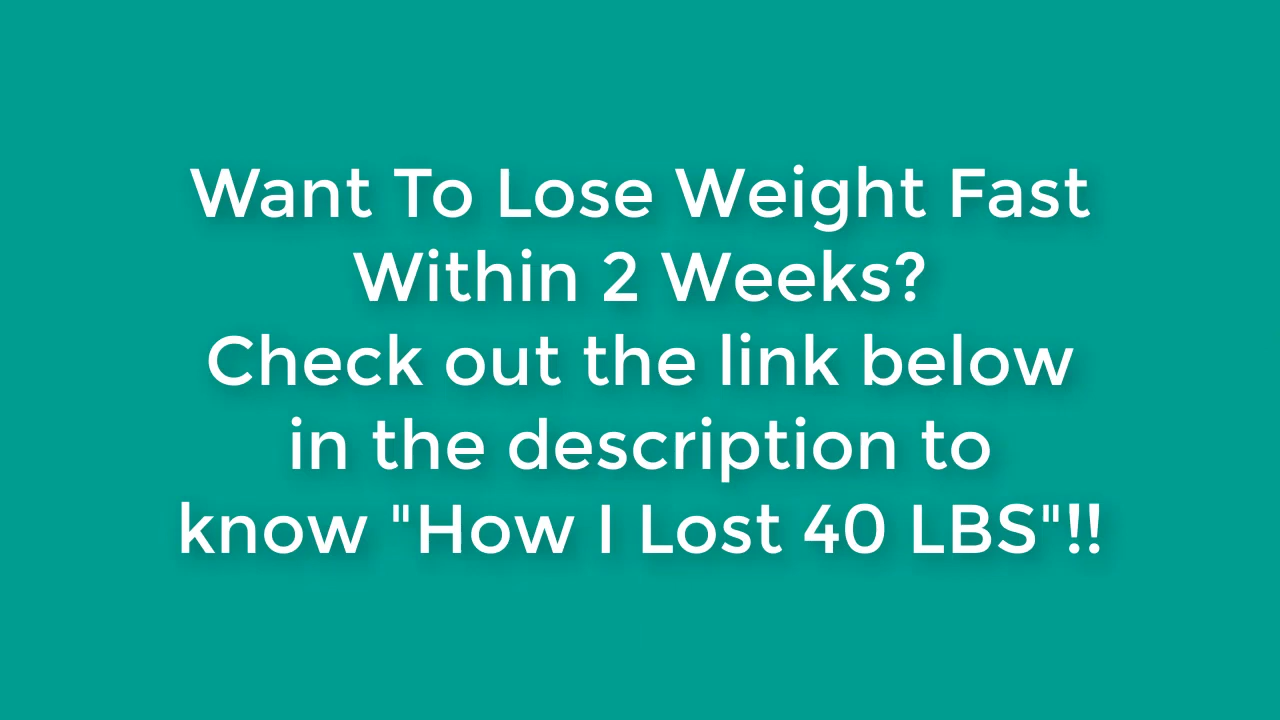 Want To Lose Weight Fast
Within 2 Weeks?
Check out the link below
in the description to
know "How I Lost 40 LBS"!!